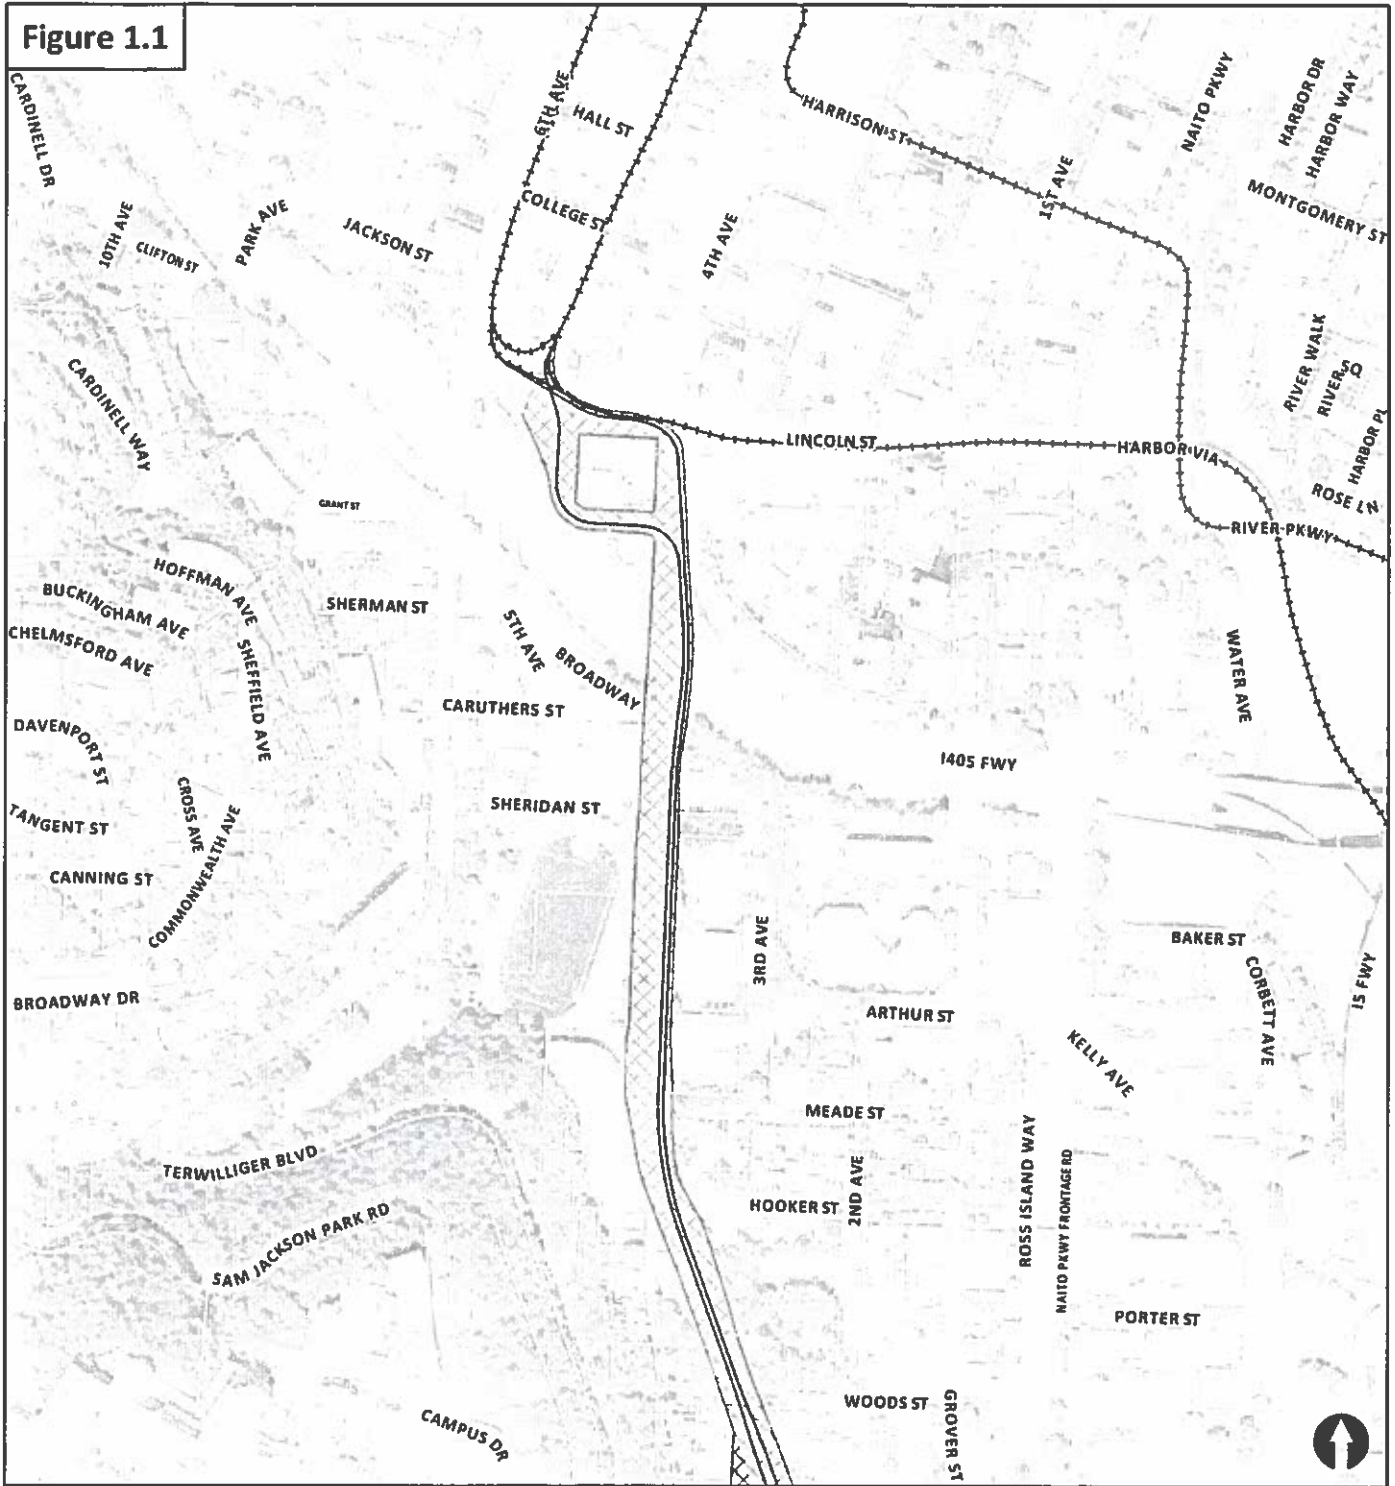 Figure 1.1
CARDINELL DR
6TH AVE
HALL ST
HARRISON ST
NAITO PKWY
HARBOR DR
HARBOR WAY
10TH AVE
CLIFTON ST
PARK AVE
JACKSON ST
COLLEGE ST
4TH AVE
1ST AVE
MONTGOMERY ST
CARDINELL WAY
LINCOLN ST
HARBOR VIA
RIVER WALK
RIVER SQ
HARBOR PL
ROSE LN
RIVER PKWY
GRANT ST
HOFFMAN AVE
BUCKINGHAM AVE
CHELMSFORD AVE
SHEFFIELD AVE
SHERMAN ST
5TH AVE
BROADWAY
WATER AVE
CARUTHERS ST
DAVENPORT ST
I405 FWY
TANGENT ST
CROSS AVE
COMMONWEALTH AVE
SHERIDAN ST
CANNING ST
3RD AVE
BAKER ST
CORBETT AVE
I5 FWY
BROADWAY DR
ARTHUR ST
KELLY AVE
MEADE ST
TERWILLIGER BLVD
HOOKER ST
2ND AVE
ROSS ISLAND WAY
NAITO PKWY FRONTAGE RD
SAM JACKSON PARK RD
PORTER ST
CAMPUS DR
WOODS ST
GROVER ST